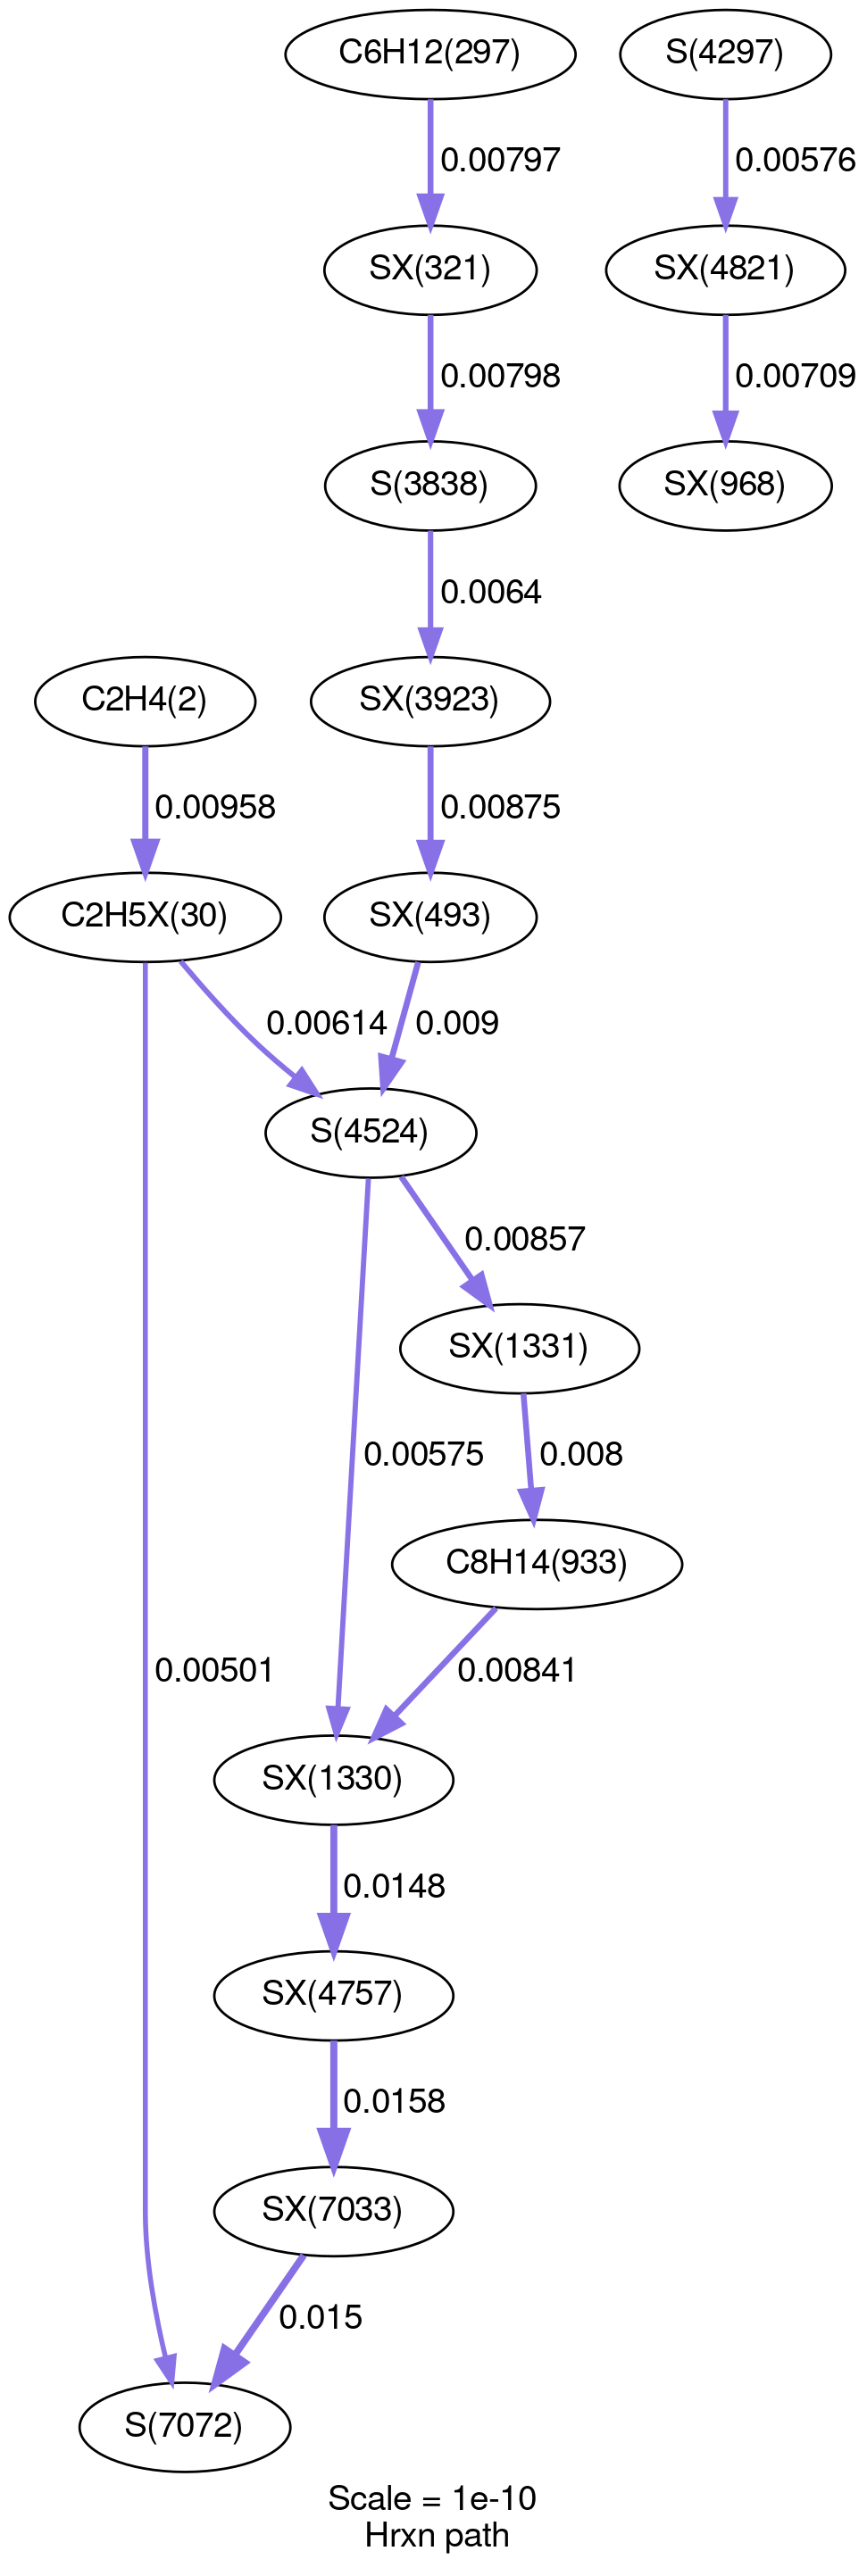 C6H12(297)
S(4297)
0.00797
0.00576
SX(321)
SX(4821)
0.00798
0.00709
S(3838)
SX(968)
0.0064
C2H4(2)
SX(3923)
0.00958
0.00875
C2H5X(30)
SX(493)
0.00614
0.009
S(4524)
0.00857
SX(1331)
0.00575
0.008
C8H14(933)
0.00501
0.00841
SX(1330)
0.0148
SX(4757)
0.0158
SX(7033)
0.015
S(7072)
Scale = 1e-10
Hrxn path